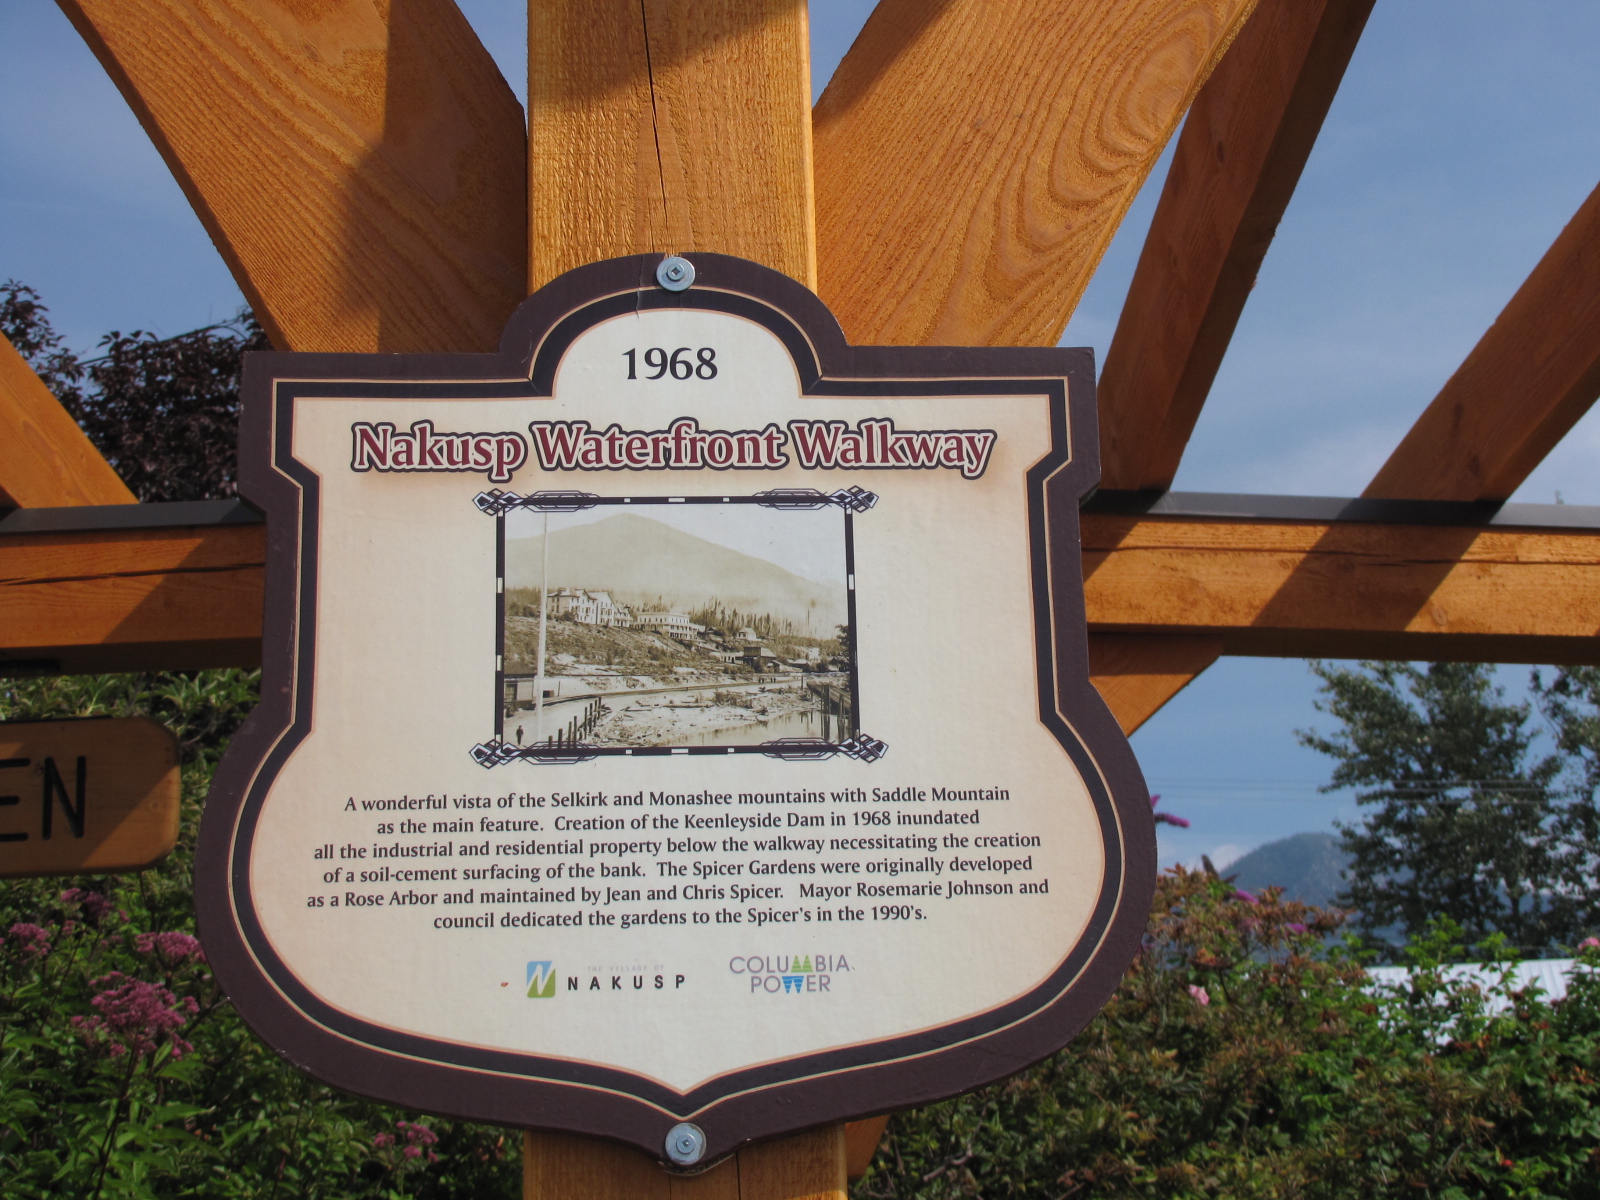 1968
Nakusp Waterfront Walkway
A wonderful vista of the Selkirk and Monashee mountains with Saddle Mountain
as the main feature.  Creation of the Keenleyside Dam in 1968 inundated
all the industrial and residential property below the walkway necessitating the creation
of a soil-cement surfacing of the bank.  The Spicer Gardens were originally developed
as a Rose Arbor and maintained by Jean and Chris Spicer.  Mayor Rosemarie Johnson and
council dedicated the gardens to the Spicer's in the 1990's.
THE VILLAGE OF
NAKUSP
COLUMBIA
POWER
EN